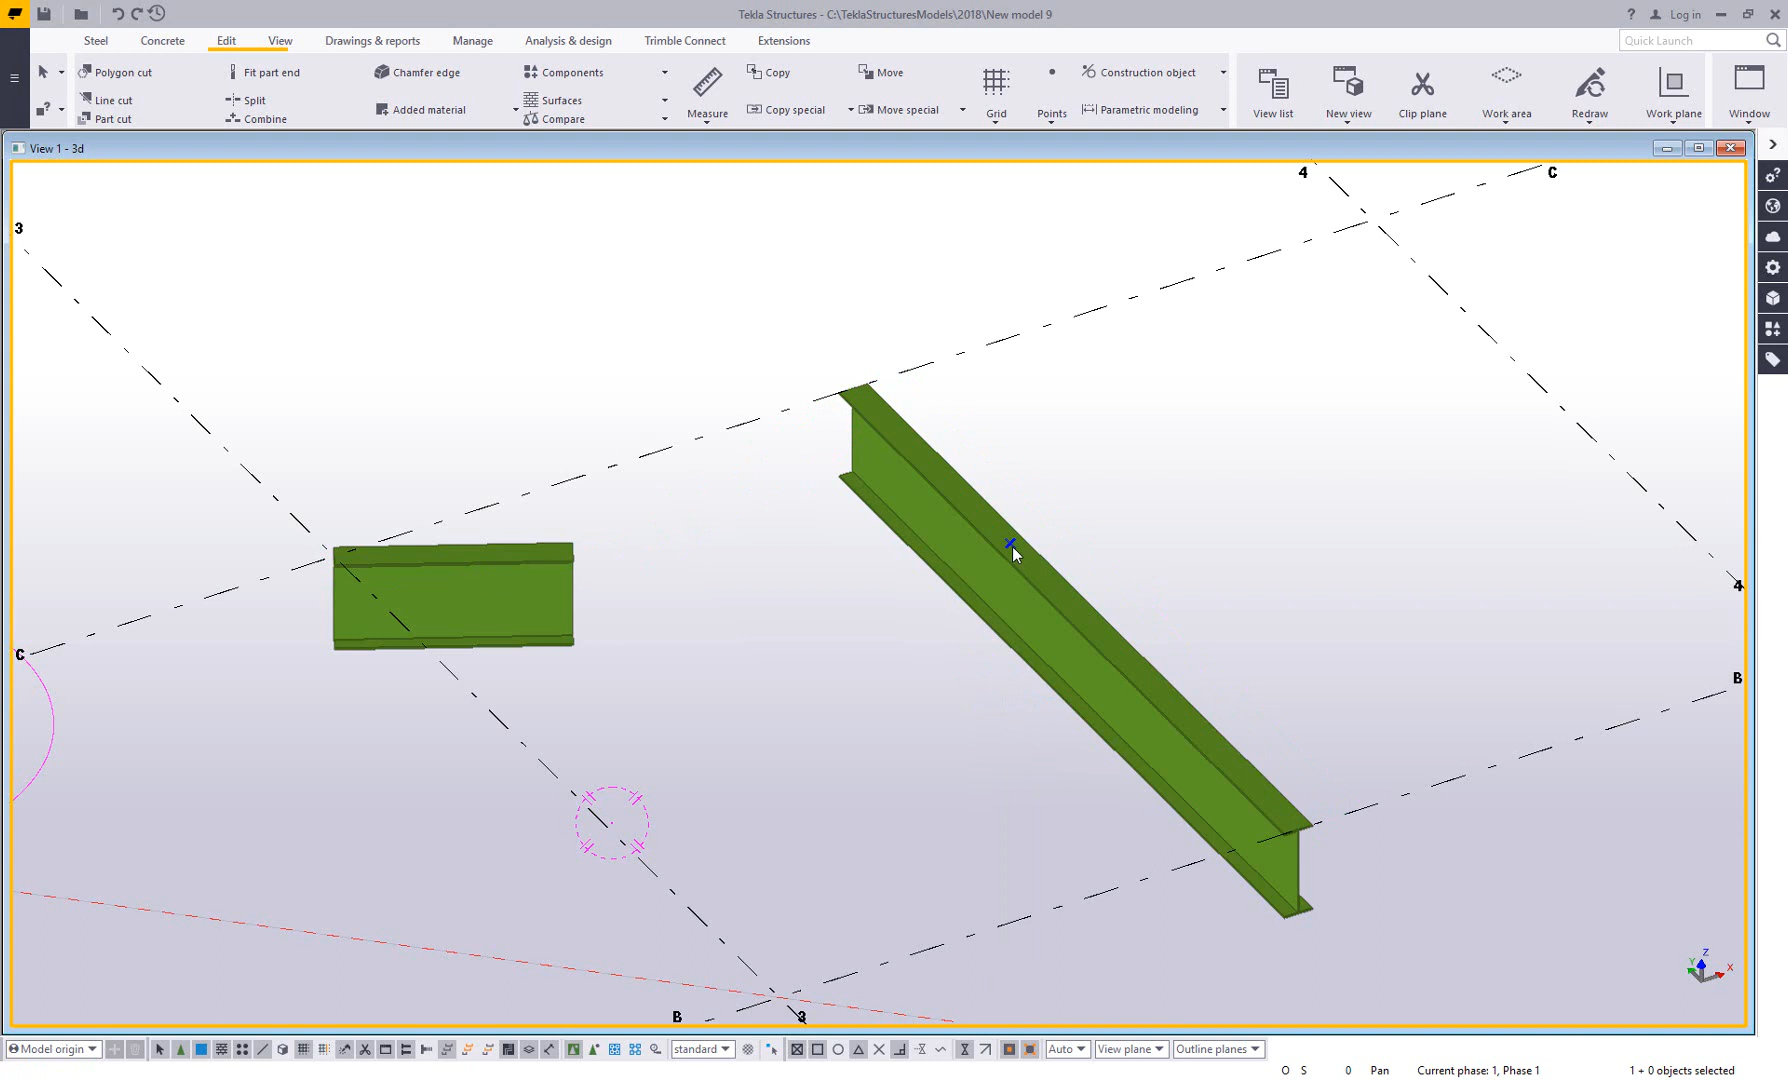 Tekla Structures - C:\TeklaStructuresModels\2018\New model 9
? Log in
Steel Concrete Edit View Drawings & reports Manage Analysis & design Trimble Connect Extensions Quick Launch
Polygon cut Fit part end Chamfer edge Components Copy Move Construction object
Line cut Split Added material Surfaces Measure Copy special Move special Grid Points Parametric modeling View list New view Clip plane Work area Redraw Work plane Window
Part cut Combine Compare
View 1 - 3d
4 C
3
4
C
B
Z
Y X
B 3
Model origin standard Auto View plane Outline planes
O S 0 Pan Current phase: 1, Phase 1 1 + 0 objects selected